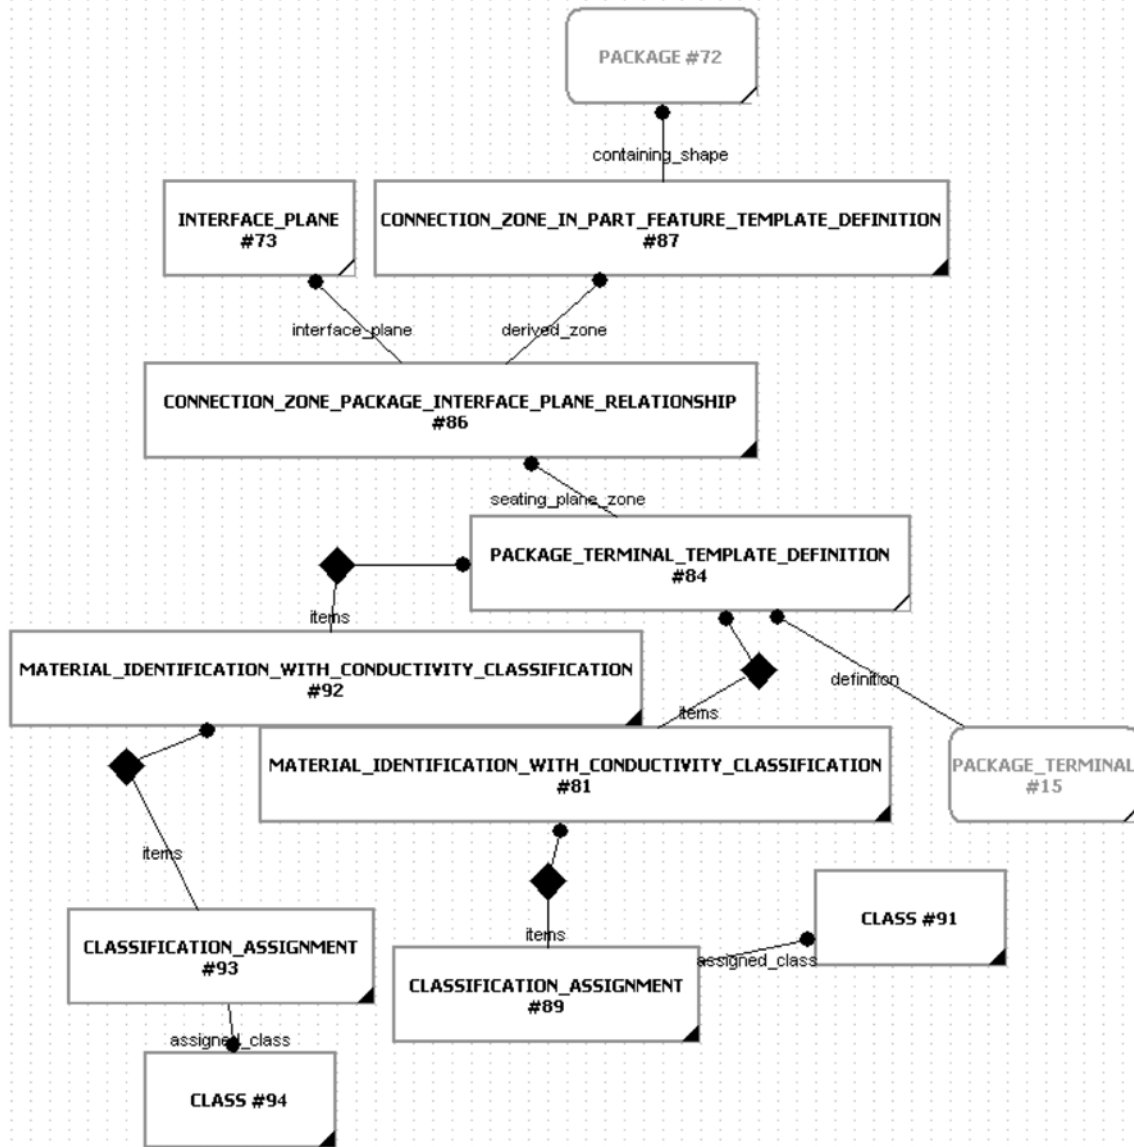 PACKAGE #72
containing_shape
INTERFACE_PLANE
#73
CONNECTION_ZONE_IN_PART_FEATURE_TEMPLATE_DEFINITION
#87
interface_plane
derived_zone
CONNECTION_ZONE_PACKAGE_INTERFACE_PLANE_RELATIONSHIP
#86
seating_plane_zone
PACKAGE_TERMINAL_TEMPLATE_DEFINITION
#84
items
MATERIAL_IDENTIFICATION_WITH_CONDUCTIVITY_CLASSIFICATION
#92
definition
items
MATERIAL_IDENTIFICATION_WITH_CONDUCTIVITY_CLASSIFICATION
#81
PACKAGE_TERMINAL
#15
items
CLASS #91
items
CLASSIFICATION_ASSIGNMENT
#93
assigned_class
CLASSIFICATION_ASSIGNMENT
#89
assigned_class
CLASS #94